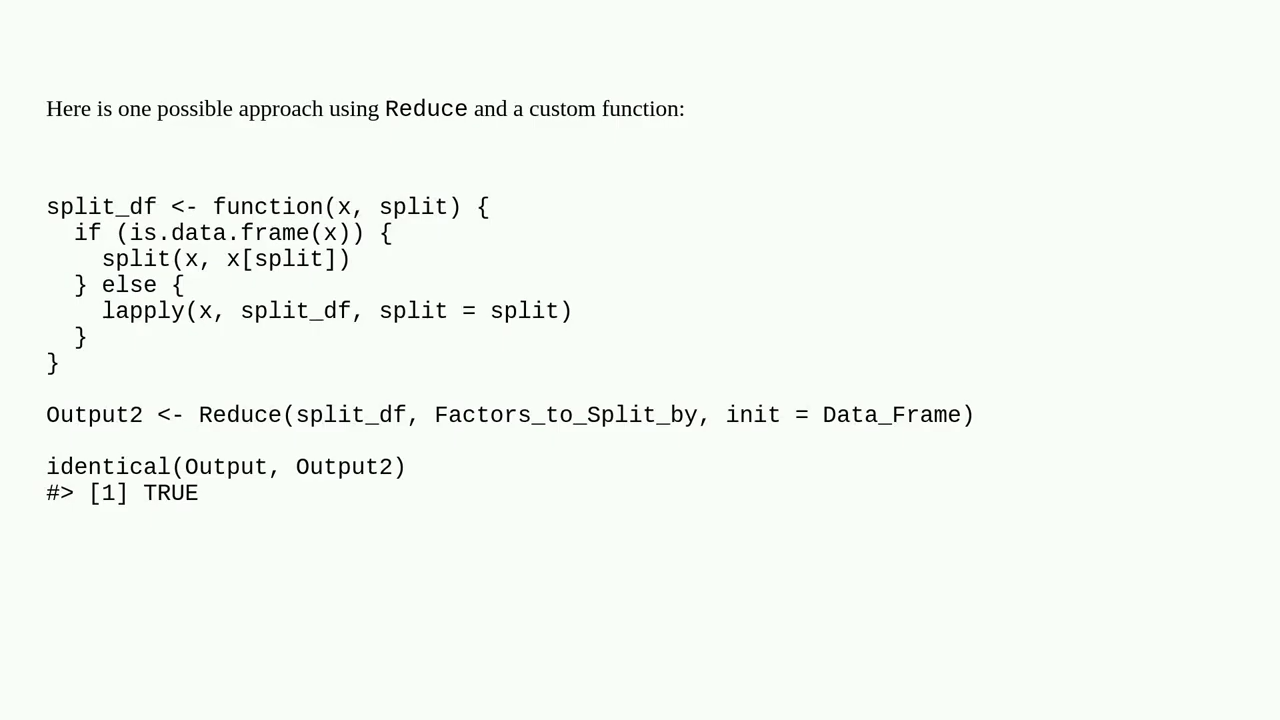 Here is one possible approach using Reduce and a custom function:
split_df <- function(x, split) {
  if (is.data.frame(x)) {
    split(x, x[split])
  } else {
    lapply(x, split_df, split = split)
  }
}
Output2 <- Reduce(split_df, Factors_to_Split_by, init = Data_Frame)
identical(Output, Output2)
#> [1] TRUE